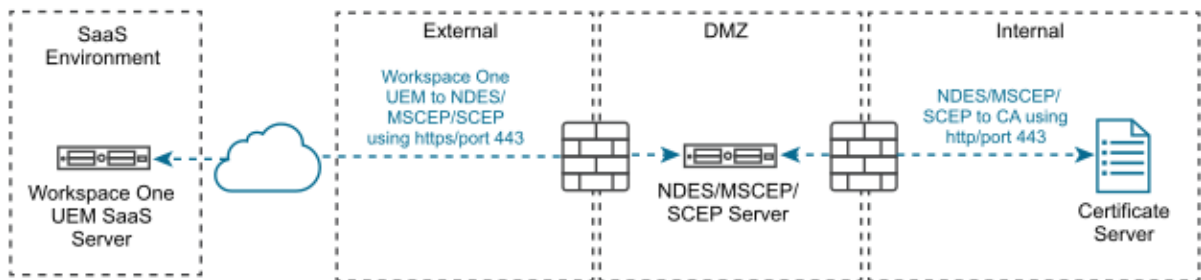 SaaS
Environment
External
DMZ
Internal
Workspace One
UEM to NDES/
MSCEP/SCEP
using https/port 443
NDES/MSCEP/
SCEP to CA using
http/port 443
Workspace One
UEM SaaS
Server
NDES/MSCEP/
SCEP Server
Certificate
Server